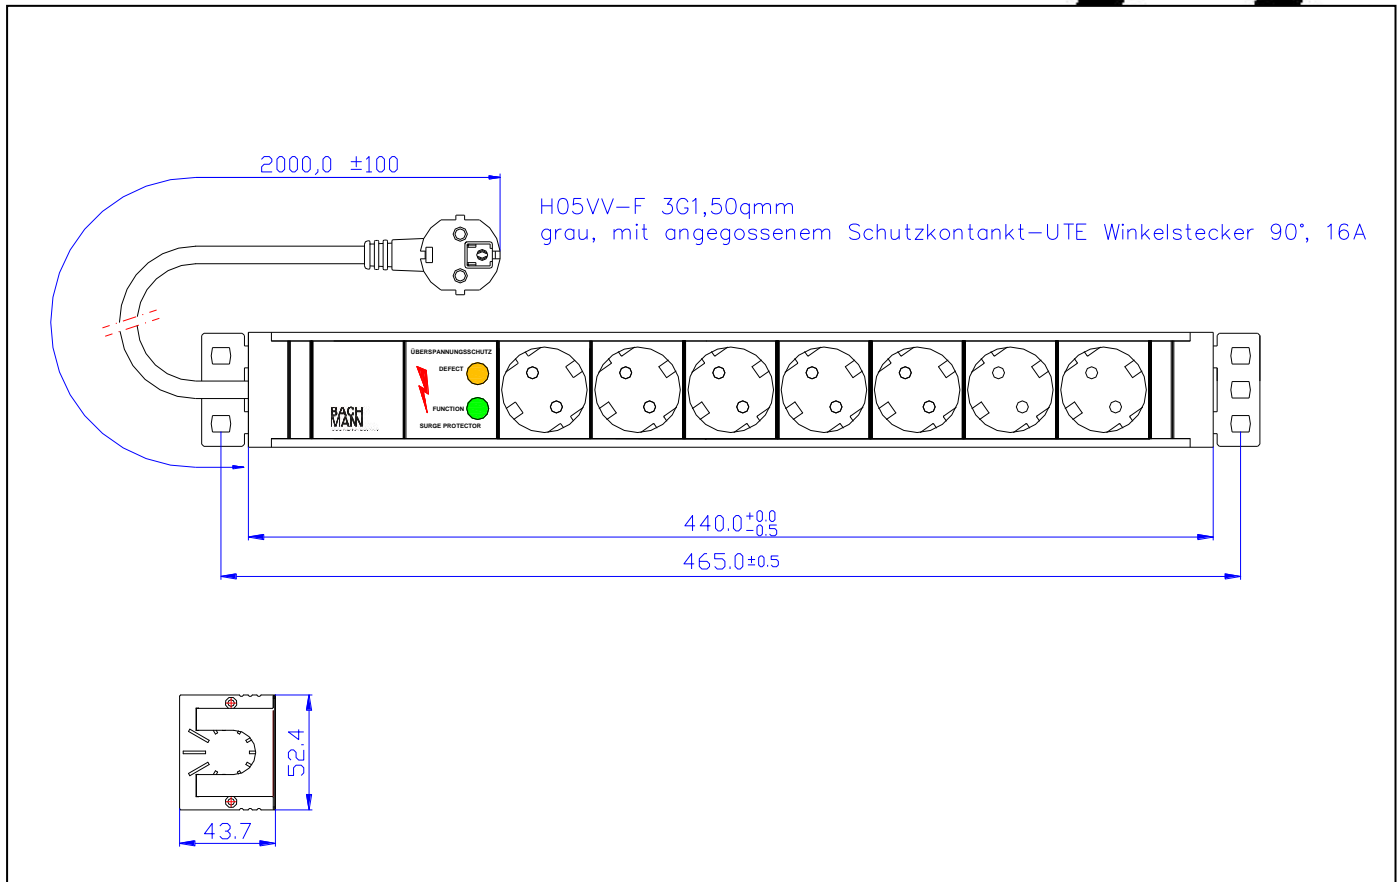 2000,0 ±100
H05VV-F 3G1,50qmm
grau, mit angegossenem Schutzkontankt-UTE Winkelstecker 90°, 16A
ÜBERSPANNUNGSSCHUTZ
DEFECT
FUNCTION
SURGE PROTECTOR
BACH
MANN
440.0 +0.0 -0.5
465.0±0.5
52.4
43.7